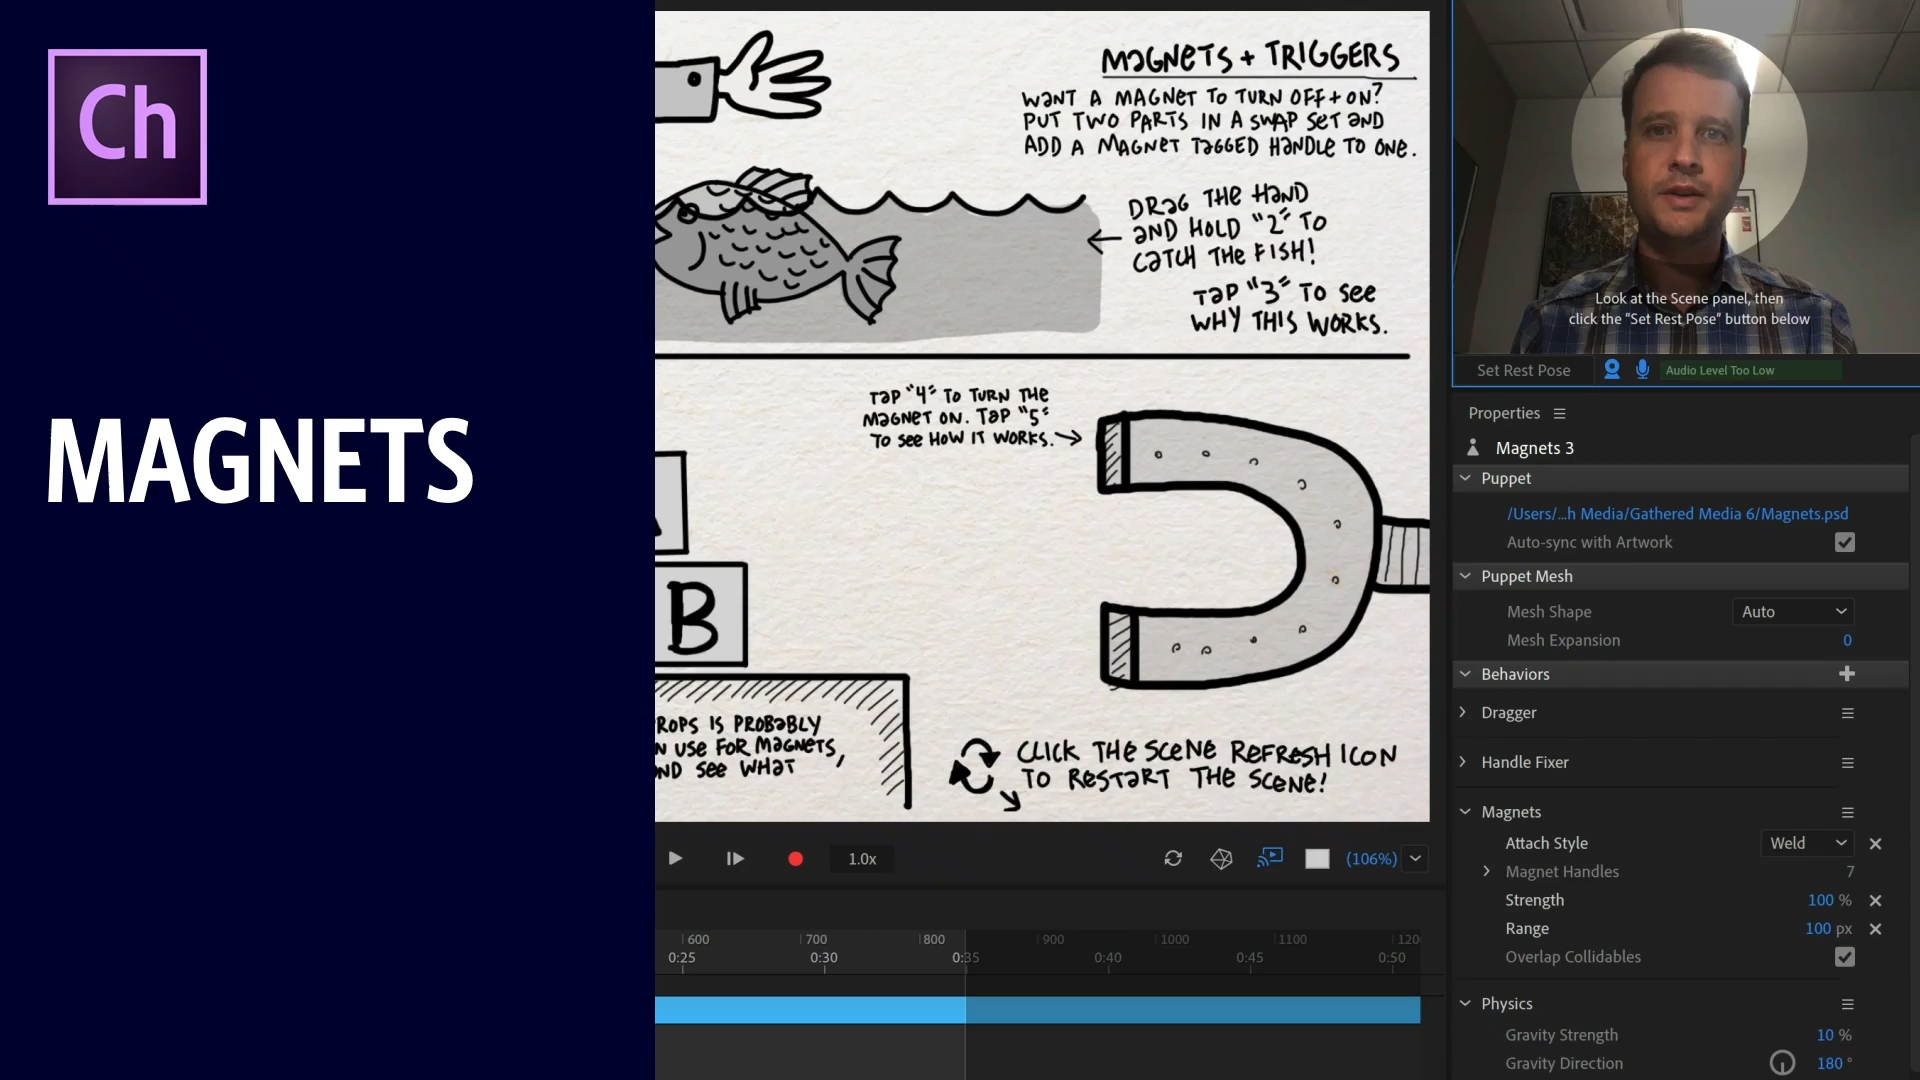 Ch
MAGNETS
MAGNETS + TRIGGERS
WANT A MAGNET TO TURN OFF + ON?
PUT TWO PARTS IN A SWAP SET AND
ADD A MAGNET TAGGED HANDLE TO ONE.
DRAG THE HAND
AND HOLD "2" TO
CATCH THE FISH!
TAP "3" TO SEE
WHY THIS WORKS.
TAP "4" TO TURN THE
MAGNET ON. TAP "5"
TO SEE HOW IT WORKS.
B
ROPS IS PROBABLY
N USE FOR MAGNETS,
ND SEE WHAT
CLICK THE SCENE REFRESH ICON
TO RESTART THE SCENE!
1.0x
(106%)
600 700 800 900 1000 1100 120
0:25 0:30 0:35 0:40 0:45 0:50
Look at the Scene panel, then
click the "Set Rest Pose" button below
Set Rest Pose
Audio Level Too Low
Properties
Magnets 3
Puppet
/Users/...h Media/Gathered Media 6/Magnets.psd
Auto-sync with Artwork
Puppet Mesh
Mesh Shape Auto
Mesh Expansion 0
Behaviors
Dragger
Handle Fixer
Magnets
Attach Style Weld
Magnet Handles 7
Strength 100 %
Range 100 px
Overlap Collidables
Physics
Gravity Strength 10 %
Gravity Direction 180 °